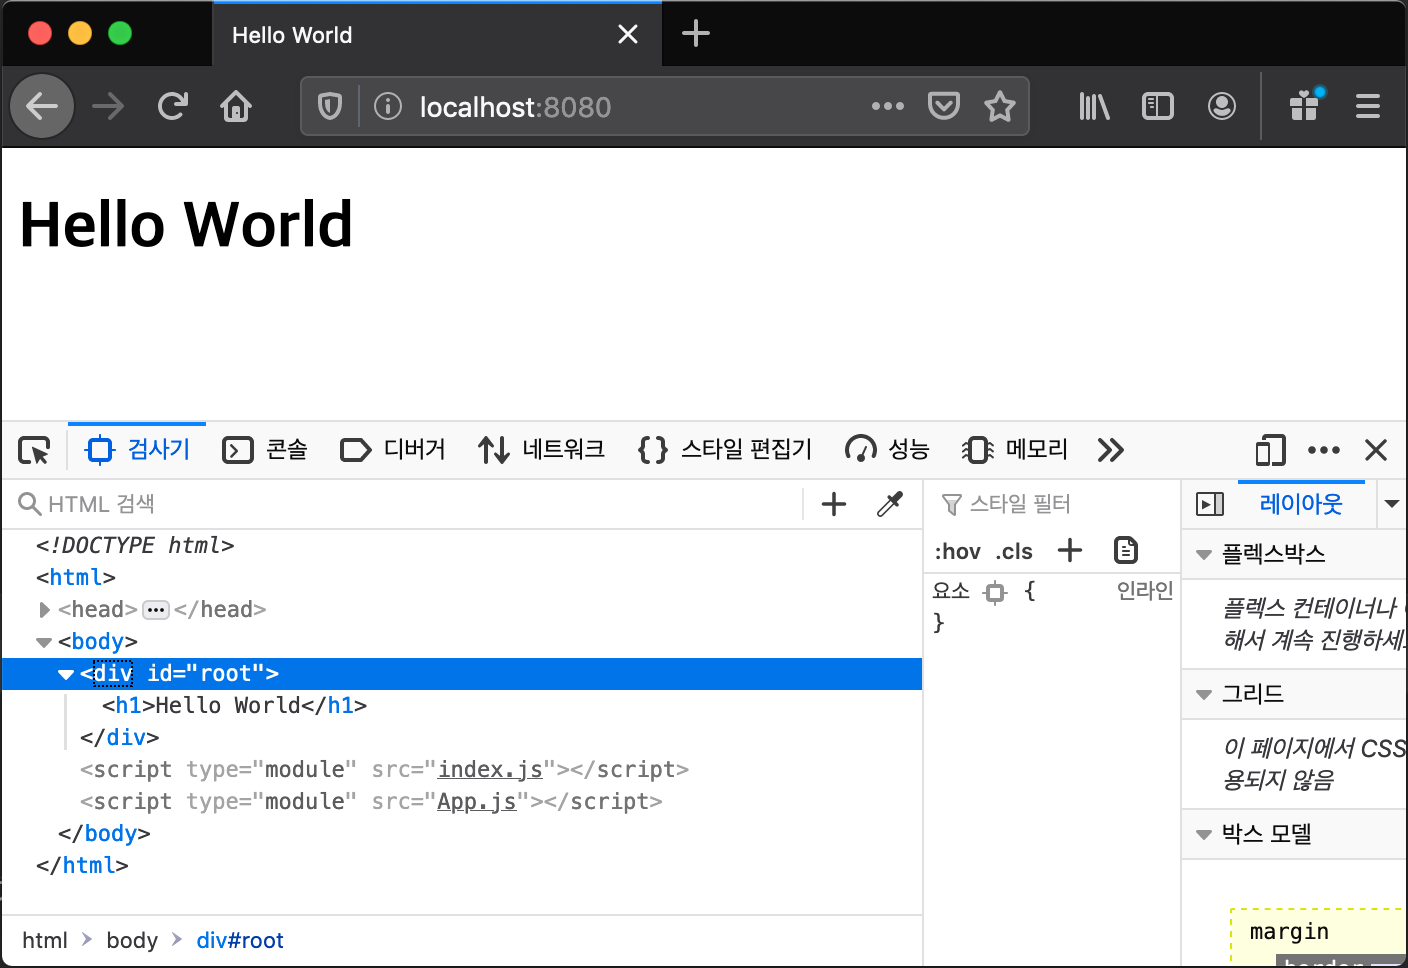 Hello World
localhost:8080
Hello World
검사기 콘솔 디버거 네트워크 스타일 편집기 성능 메모리
HTML 검색
<!DOCTYPE html>
<html>
<head>•••</head>
<body>
<div id="root">
<h1>Hello World</h1>
</div>
<script type="module" src="index.js"></script>
<script type="module" src="App.js"></script>
</body>
</html>
html > body > div#root
스타일 필터
:hov .cls
요소 { 인라인
}
레이아웃
플렉스박스
플렉스 컨테이너나
해서 계속 진행하세
그리드
이 페이지에서 CSS
용되지 않음
박스 모델
margin
border